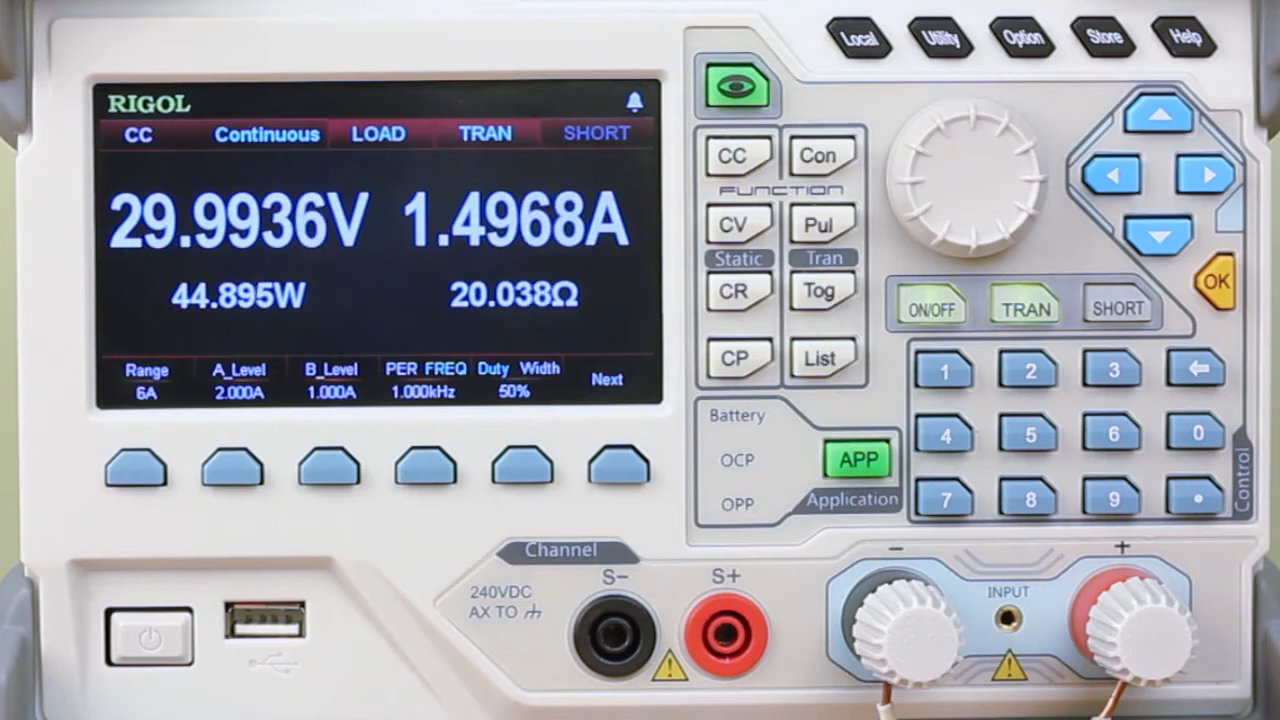 Local Utility Option Store Help
RIGOL
CC Continuous LOAD TRAN SHORT
29.9936V 1.4968A
44.895W 20.038Ω
Range A_Level B_Level PER FREQ Duty Width Next
6A 2.000A 1.000A 1.000kHz 50%
CC Con
FUNCTION
CV Pul
Static Tran
CR Tog
CP List
OK
ON/OFF TRAN SHORT
1 2 3
4 5 6 0
7 8 9 .
Control
Battery
OCP
OPP
APP
Application
Channel
240VDC
AX TO
S- S+
- +
INPUT